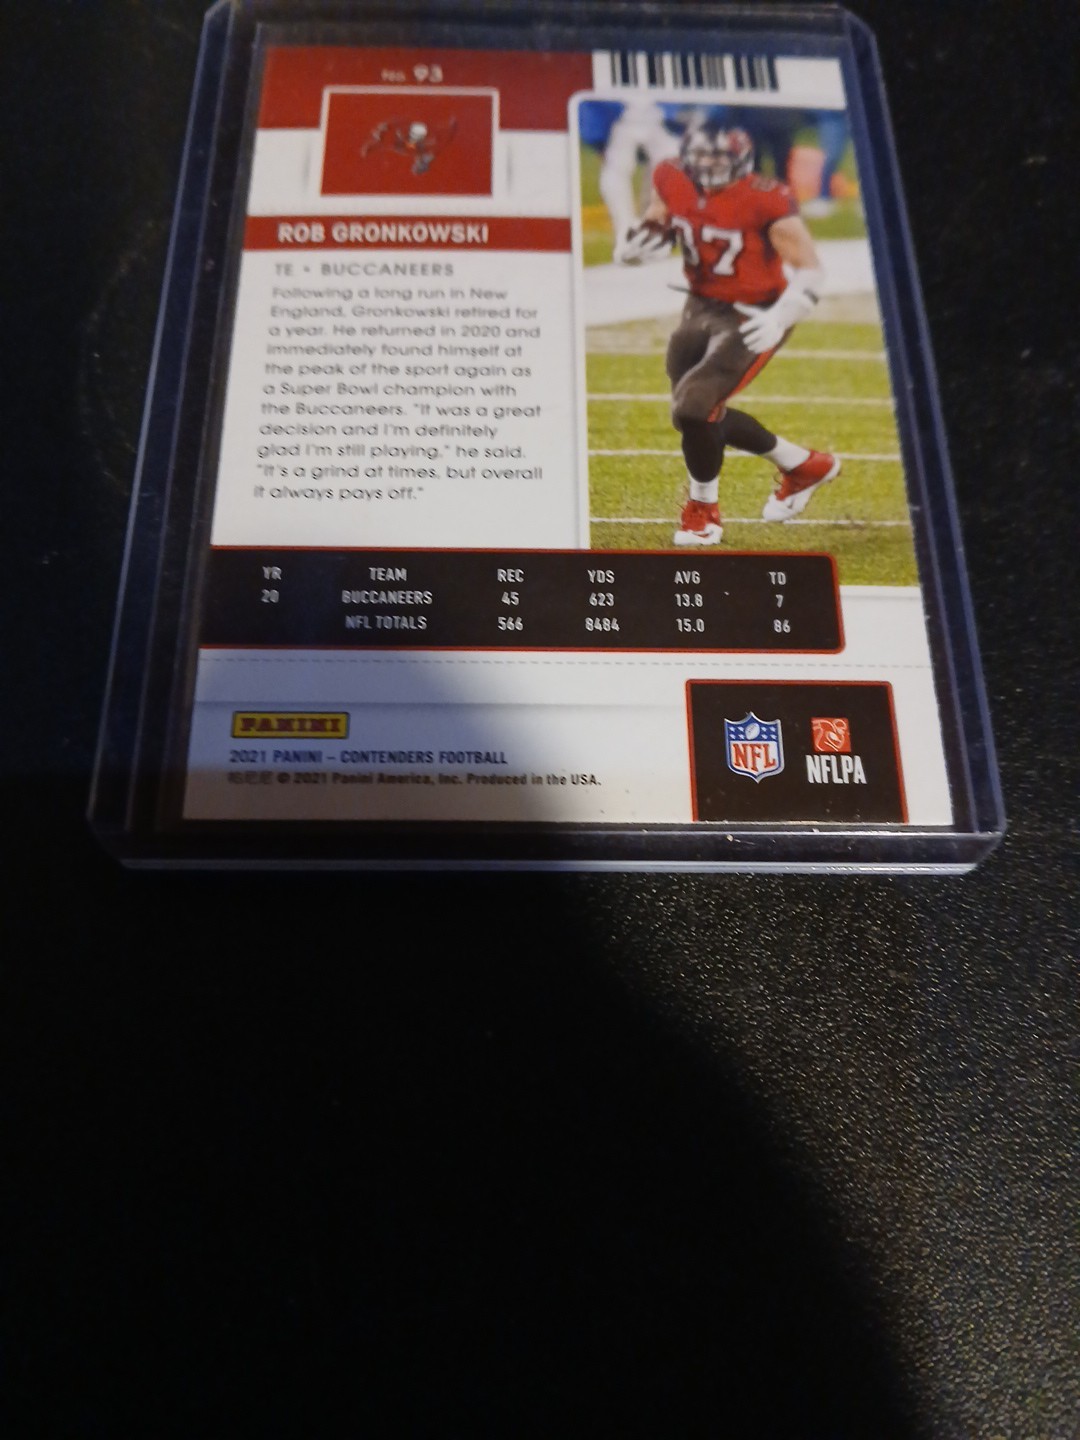 No. 93
ROB GRONKOWSKI
TE • BUCCANEERS
Following a long run in New
England, Gronkowski retired for
a year. He returned in 2020 and
immediately found himself at
the peak of the sport again as
a Super Bowl champion with
the Buccaneers. "It was a great
decision and I'm definitely
glad I'm still playing," he said.
"It's a grind at times, but overall
it always pays off."
87
YR TEAM REC YDS AVG TD
20 BUCCANEERS 45 623 13.8 7
NFL TOTALS 566 8484 15.0 86
PANINI
2021 PANINI – CONTENDERS FOOTBALL
帕尼尼 © 2021 Panini America, Inc. Produced in the USA.
NFL
NFLPA